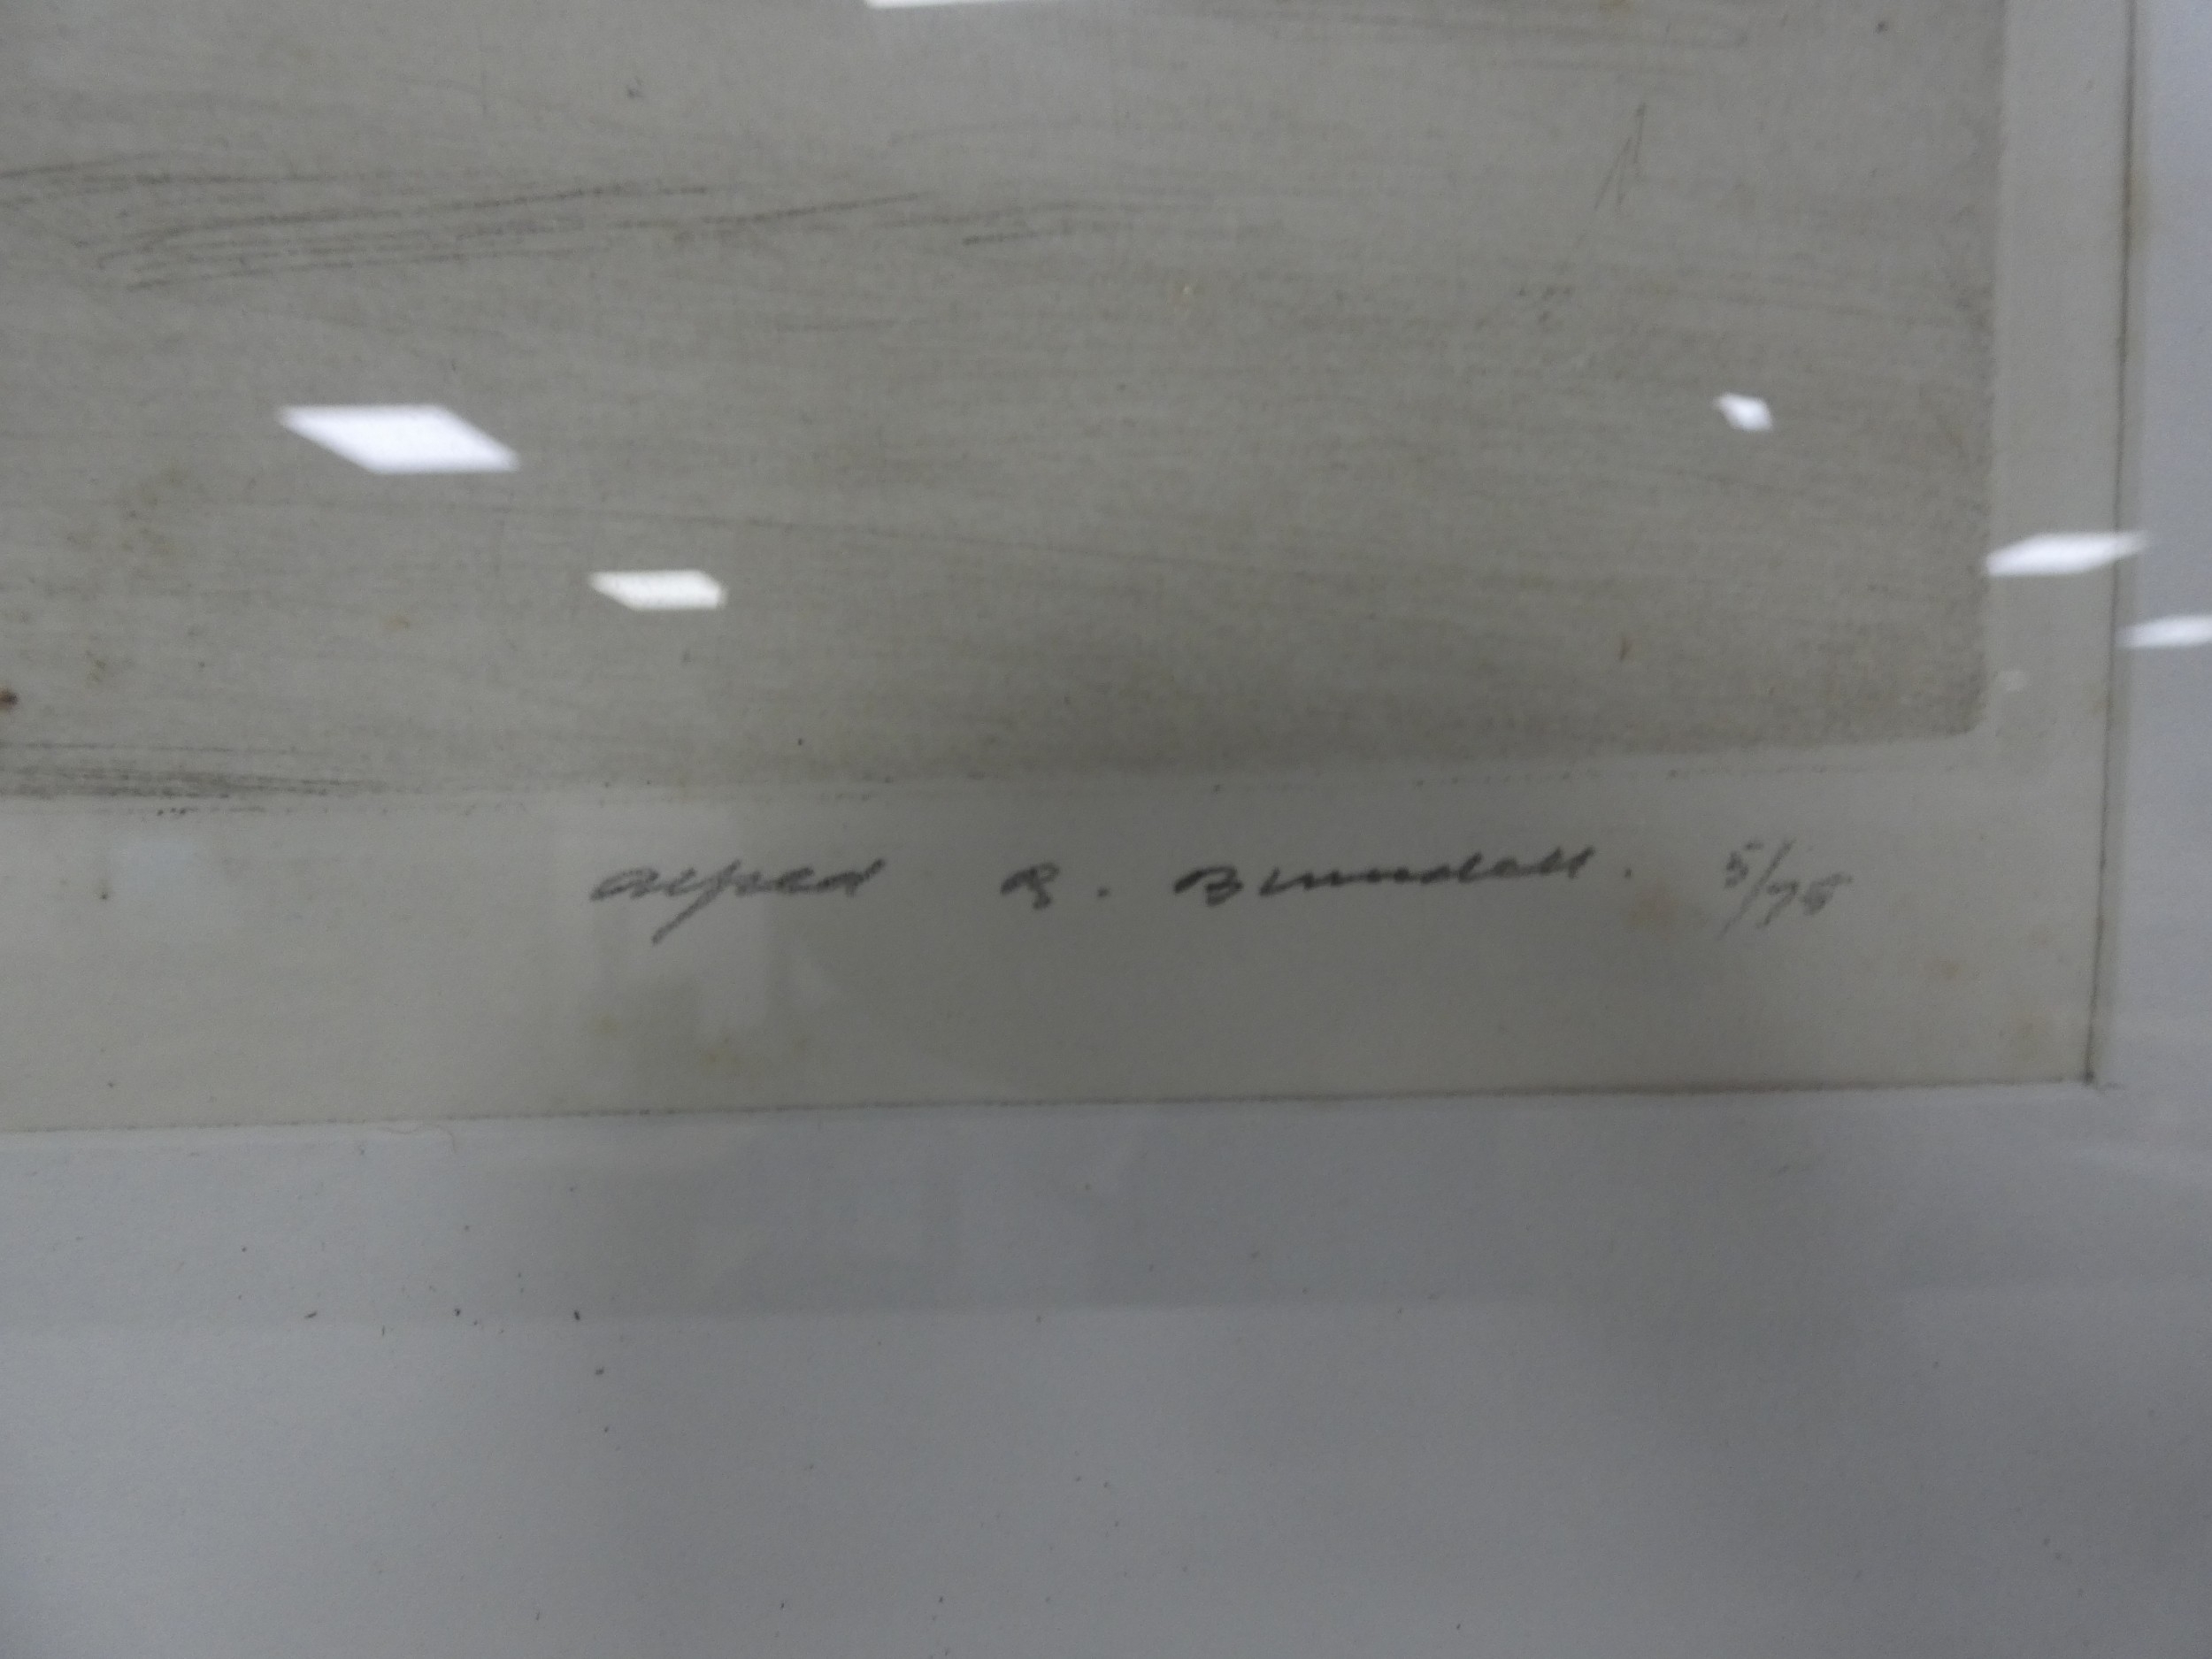 Alfred R. Blundell. 5/75